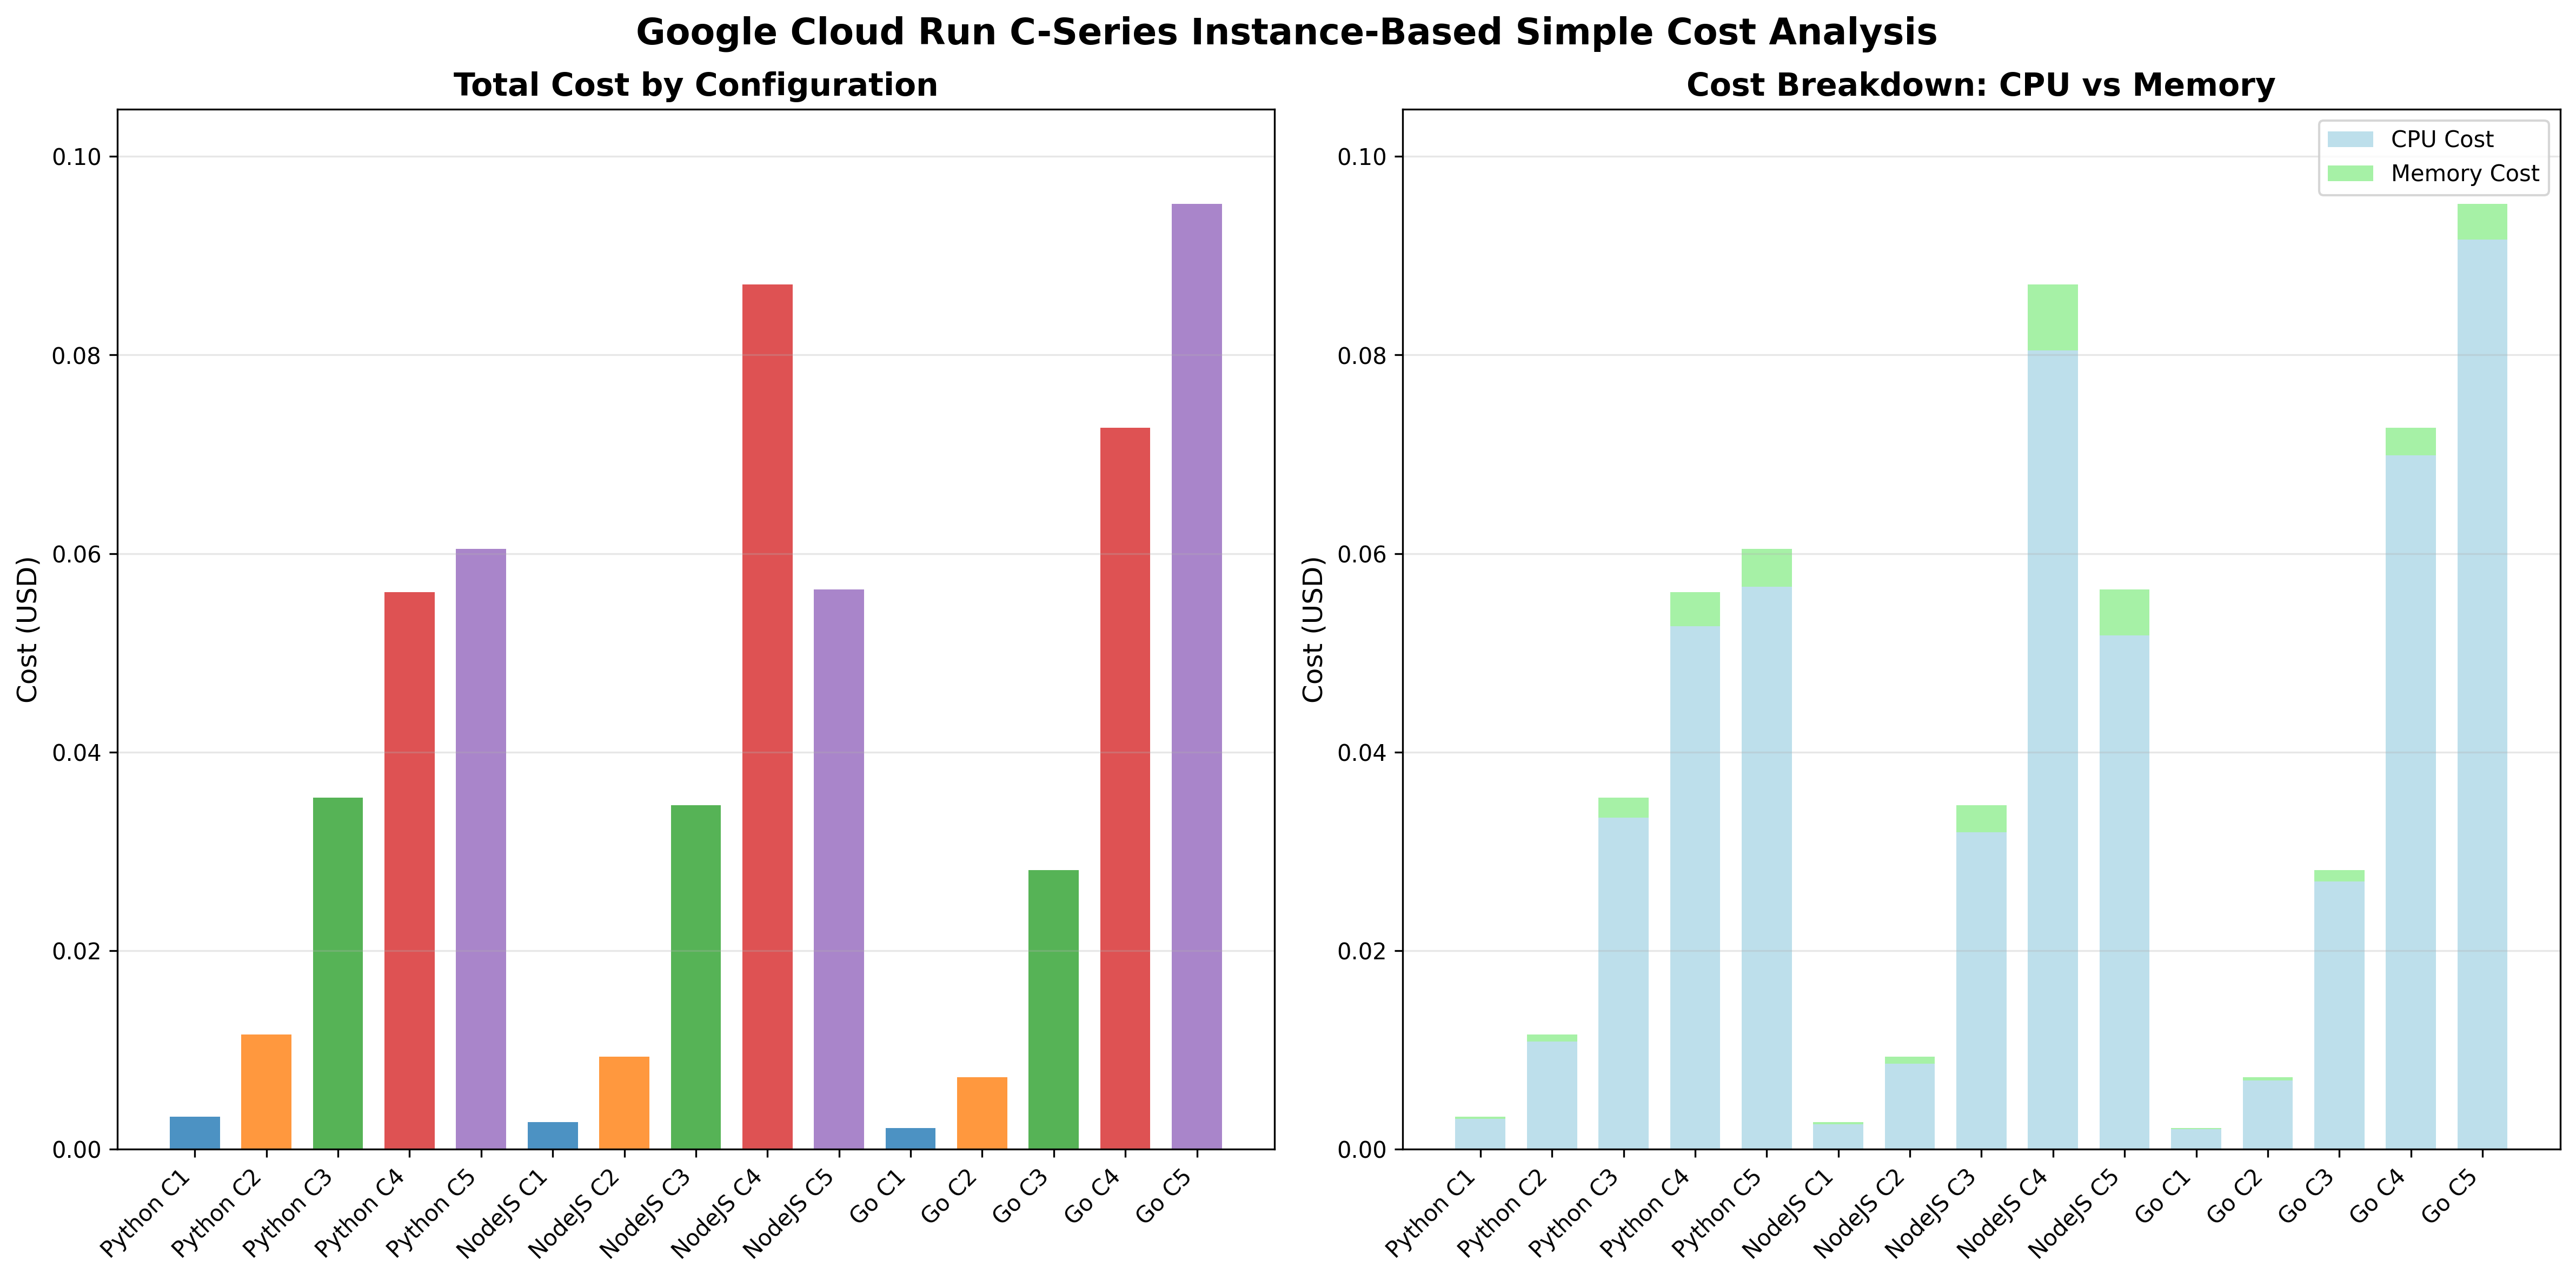 Google Cloud Run C-Series Instance-Based Simple Cost Analysis
Total Cost by Configuration
Cost (USD)
0.10
0.08
0.06
0.04
0.02
0.00
Python C1
Python C2
Python C3
Python C4
Python C5
NodeJS C1
NodeJS C2
NodeJS C3
NodeJS C4
NodeJS C5
Go C1
Go C2
Go C3
Go C4
Go C5
Cost Breakdown: CPU vs Memory
CPU Cost
Memory Cost
Cost (USD)
0.10
0.08
0.06
0.04
0.02
0.00
Python C1
Python C2
Python C3
Python C4
Python C5
NodeJS C1
NodeJS C2
NodeJS C3
NodeJS C4
NodeJS C5
Go C1
Go C2
Go C3
Go C4
Go C5